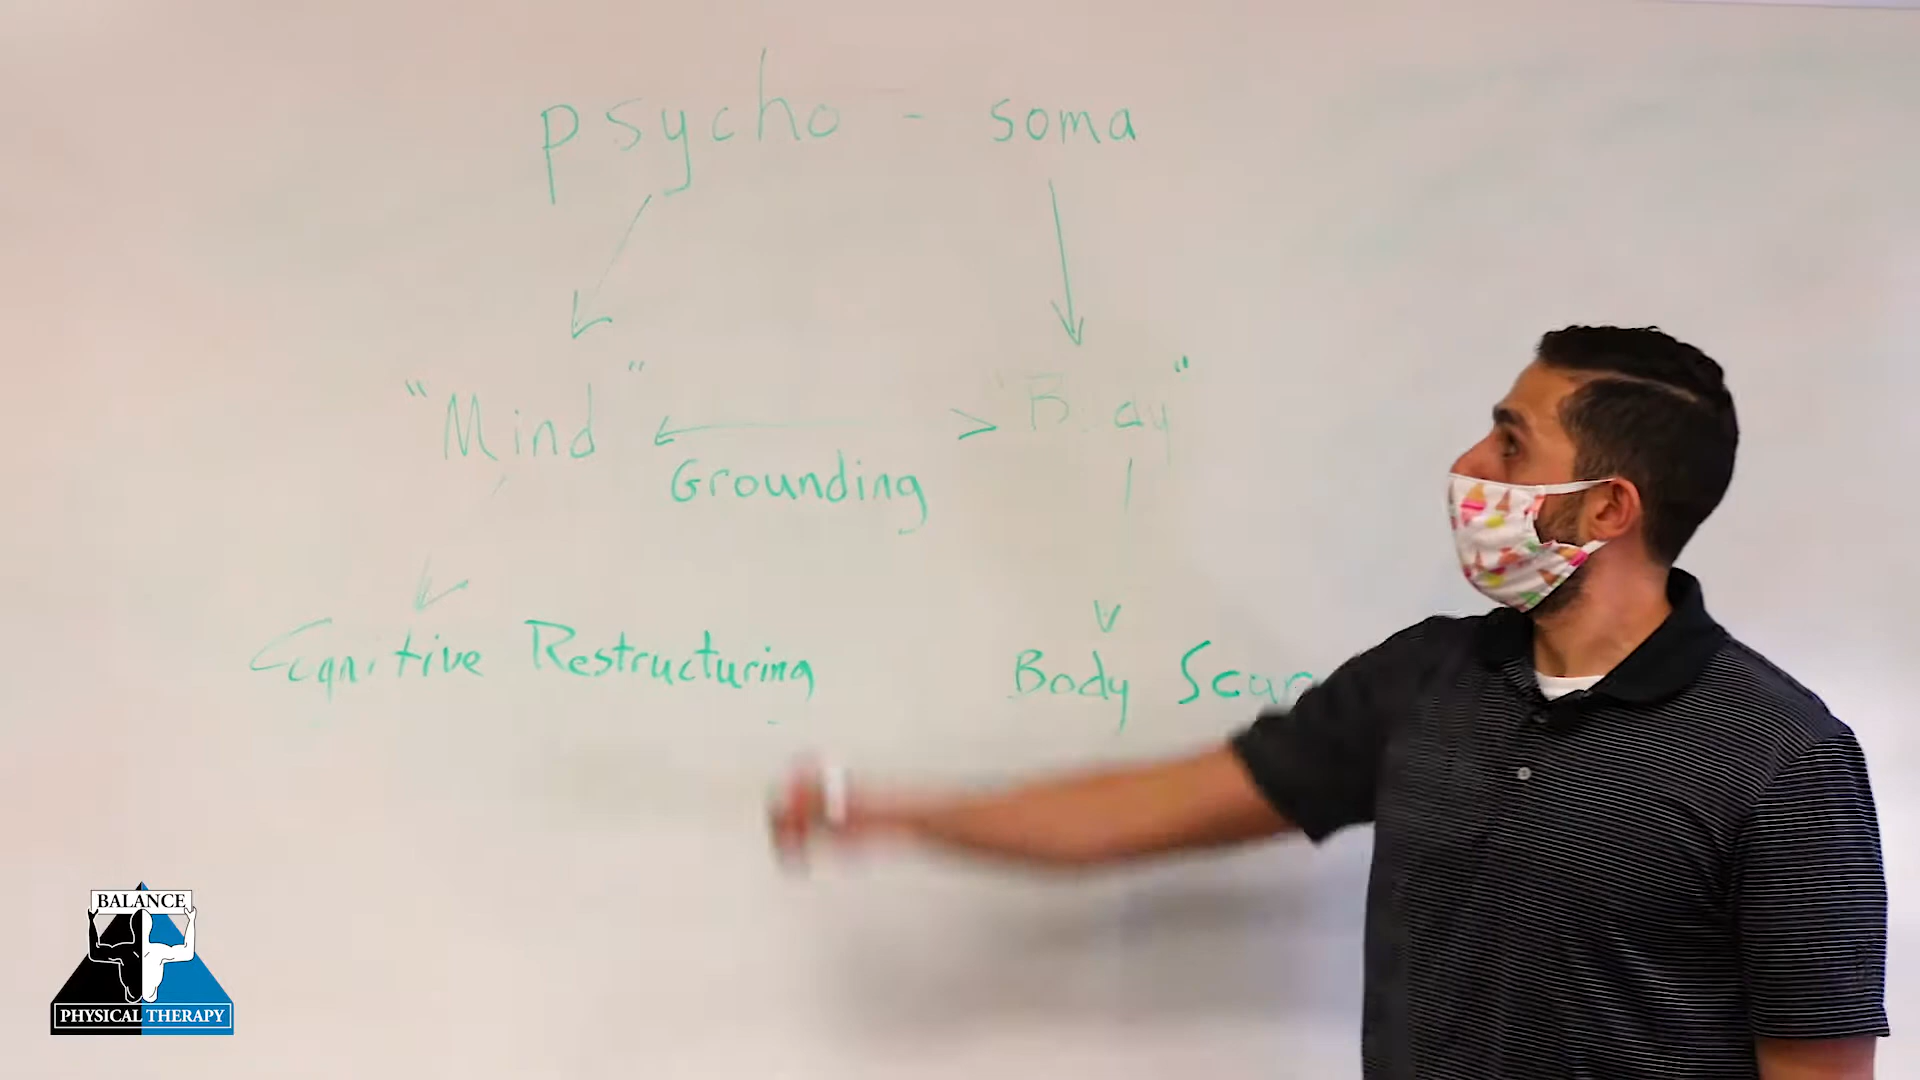 psycho - soma
"Mind" "Body"
Grounding
Cognitive Restructuring Body
BALANCE
PHYSICAL THERAPY